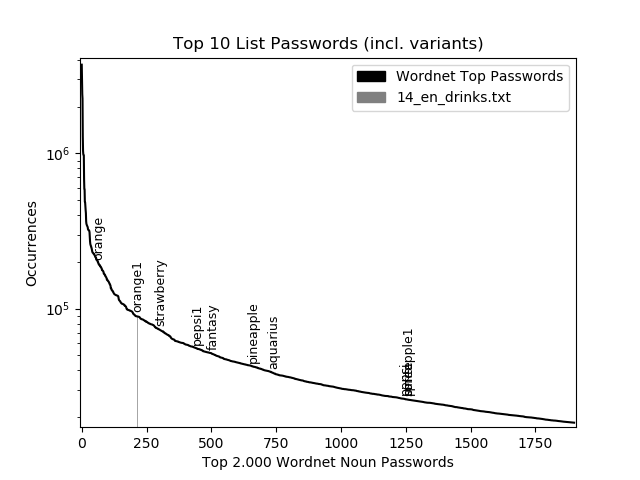 Top 10 List Passwords (incl. variants)
Wordnet Top Passwords
14_en_drinks.txt
Occurrences
10^6
10^5
orange
orange1
strawberry
pepsi1
fantasy
pineapple
aquarius
pineapple1
0
250
500
750
1000
1250
1500
1750
Top 2.000 Wordnet Noun Passwords